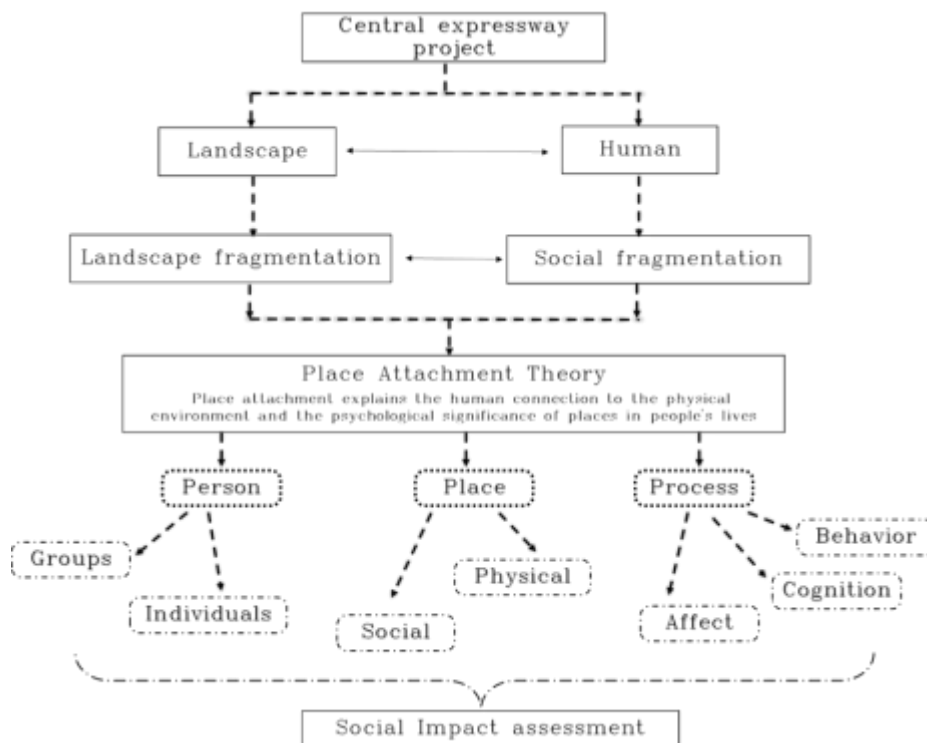 Central expressway
project
Landscape
Human
Landscape fragmentation
Social fragmentation
Place Attachment Theory
Place attachment explains the human connection to the physical
environment and the psychological significance of places in people's lives
Person
Place
Process
Groups
Individuals
Social
Physical
Affect
Cognition
Behavior
Social Impact assessment